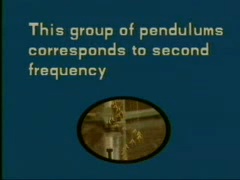 This group of pendulums
corresponds to second
frequency